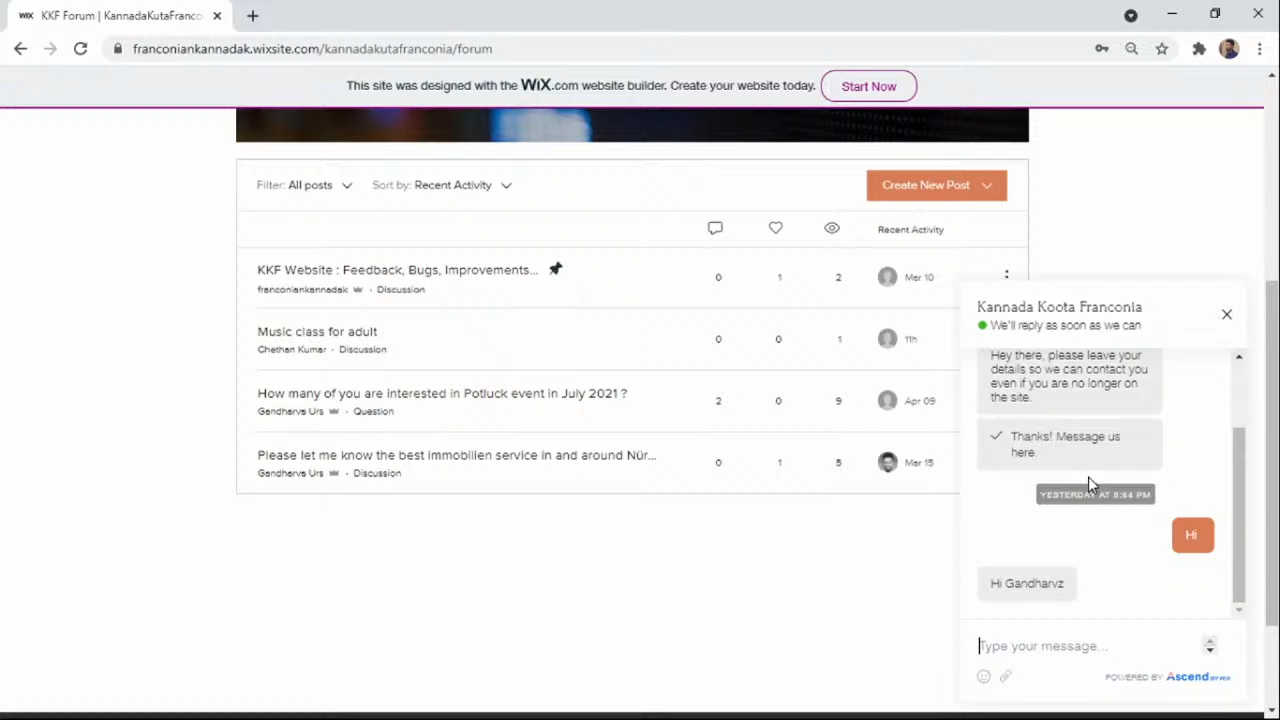 WIX KKF Forum | KannadaKutaFranco
franconiankannadak.wixsite.com/kannadakutafranconia/forum
This site was designed with the WiX.com website builder. Create your website today. Start Now
Filter: All posts Sort by: Recent Activity Create New Post
Recent Activity
KKF Website : Feedback, Bugs, Improvements... 0 1 2 Mar 10
franconiankannadak · Discussion
Music class for adult 0 0 1 11h
Chethan Kumar · Discussion
How many of you are interested in Potluck event in July 2021 ? 2 0 9 Apr 09
Gandharva Urs · Question
Please let me know the best immobilien service in and around Nür... 0 1 5 Mar 15
Gandharva Urs · Discussion
Kannada Koota Franconia
We'll reply as soon as we can
Hey there, please leave your
details so we can contact you
even if you are no longer on
the site.
Thanks! Message us
here.
YESTERDAY AT PM
Hi
Hi Gandharvz
Type your message...
POWERED BY Ascend BY WIX